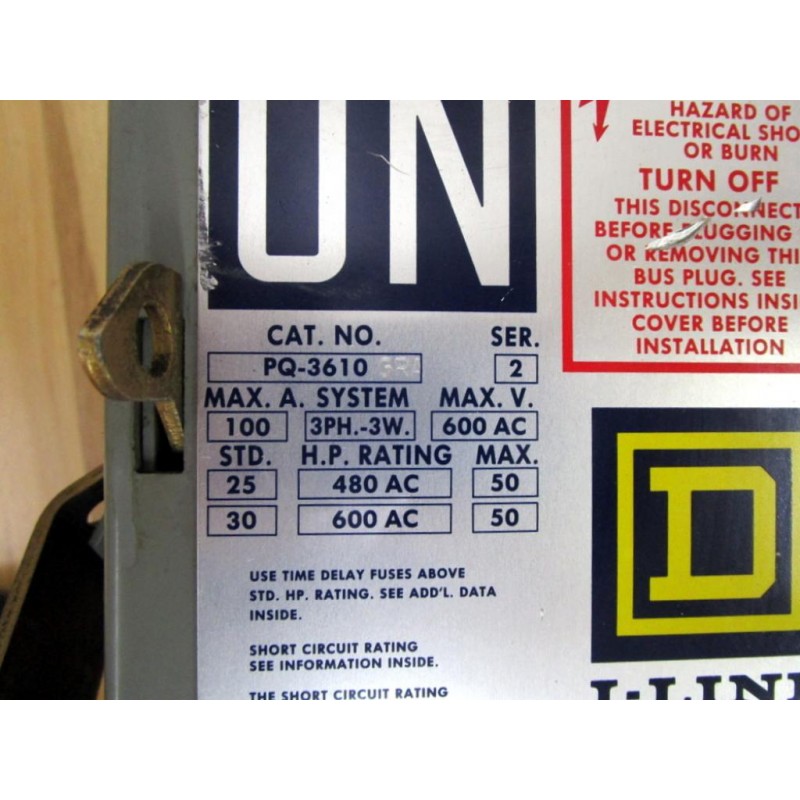 ON
CAT. NO. SER.
PQ-3610 GRA 2
MAX. A. SYSTEM MAX. V.
100 3PH.-3W. 600 AC
STD. H.P. RATING MAX.
25 480 AC 50
30 600 AC 50
USE TIME DELAY FUSES ABOVE
STD. HP. RATING. SEE ADD'L. DATA
INSIDE.
SHORT CIRCUIT RATING
SEE INFORMATION INSIDE.
THE SHORT CIRCUIT RATING
HAZARD OF
ELECTRICAL SHO
OR BURN
TURN OFF
THIS DISCONNECT
BEFORE PLUGGING
OR REMOVING THI
BUS PLUG. SEE
INSTRUCTIONS INSI
COVER BEFORE
INSTALLATION
D
I-LINE